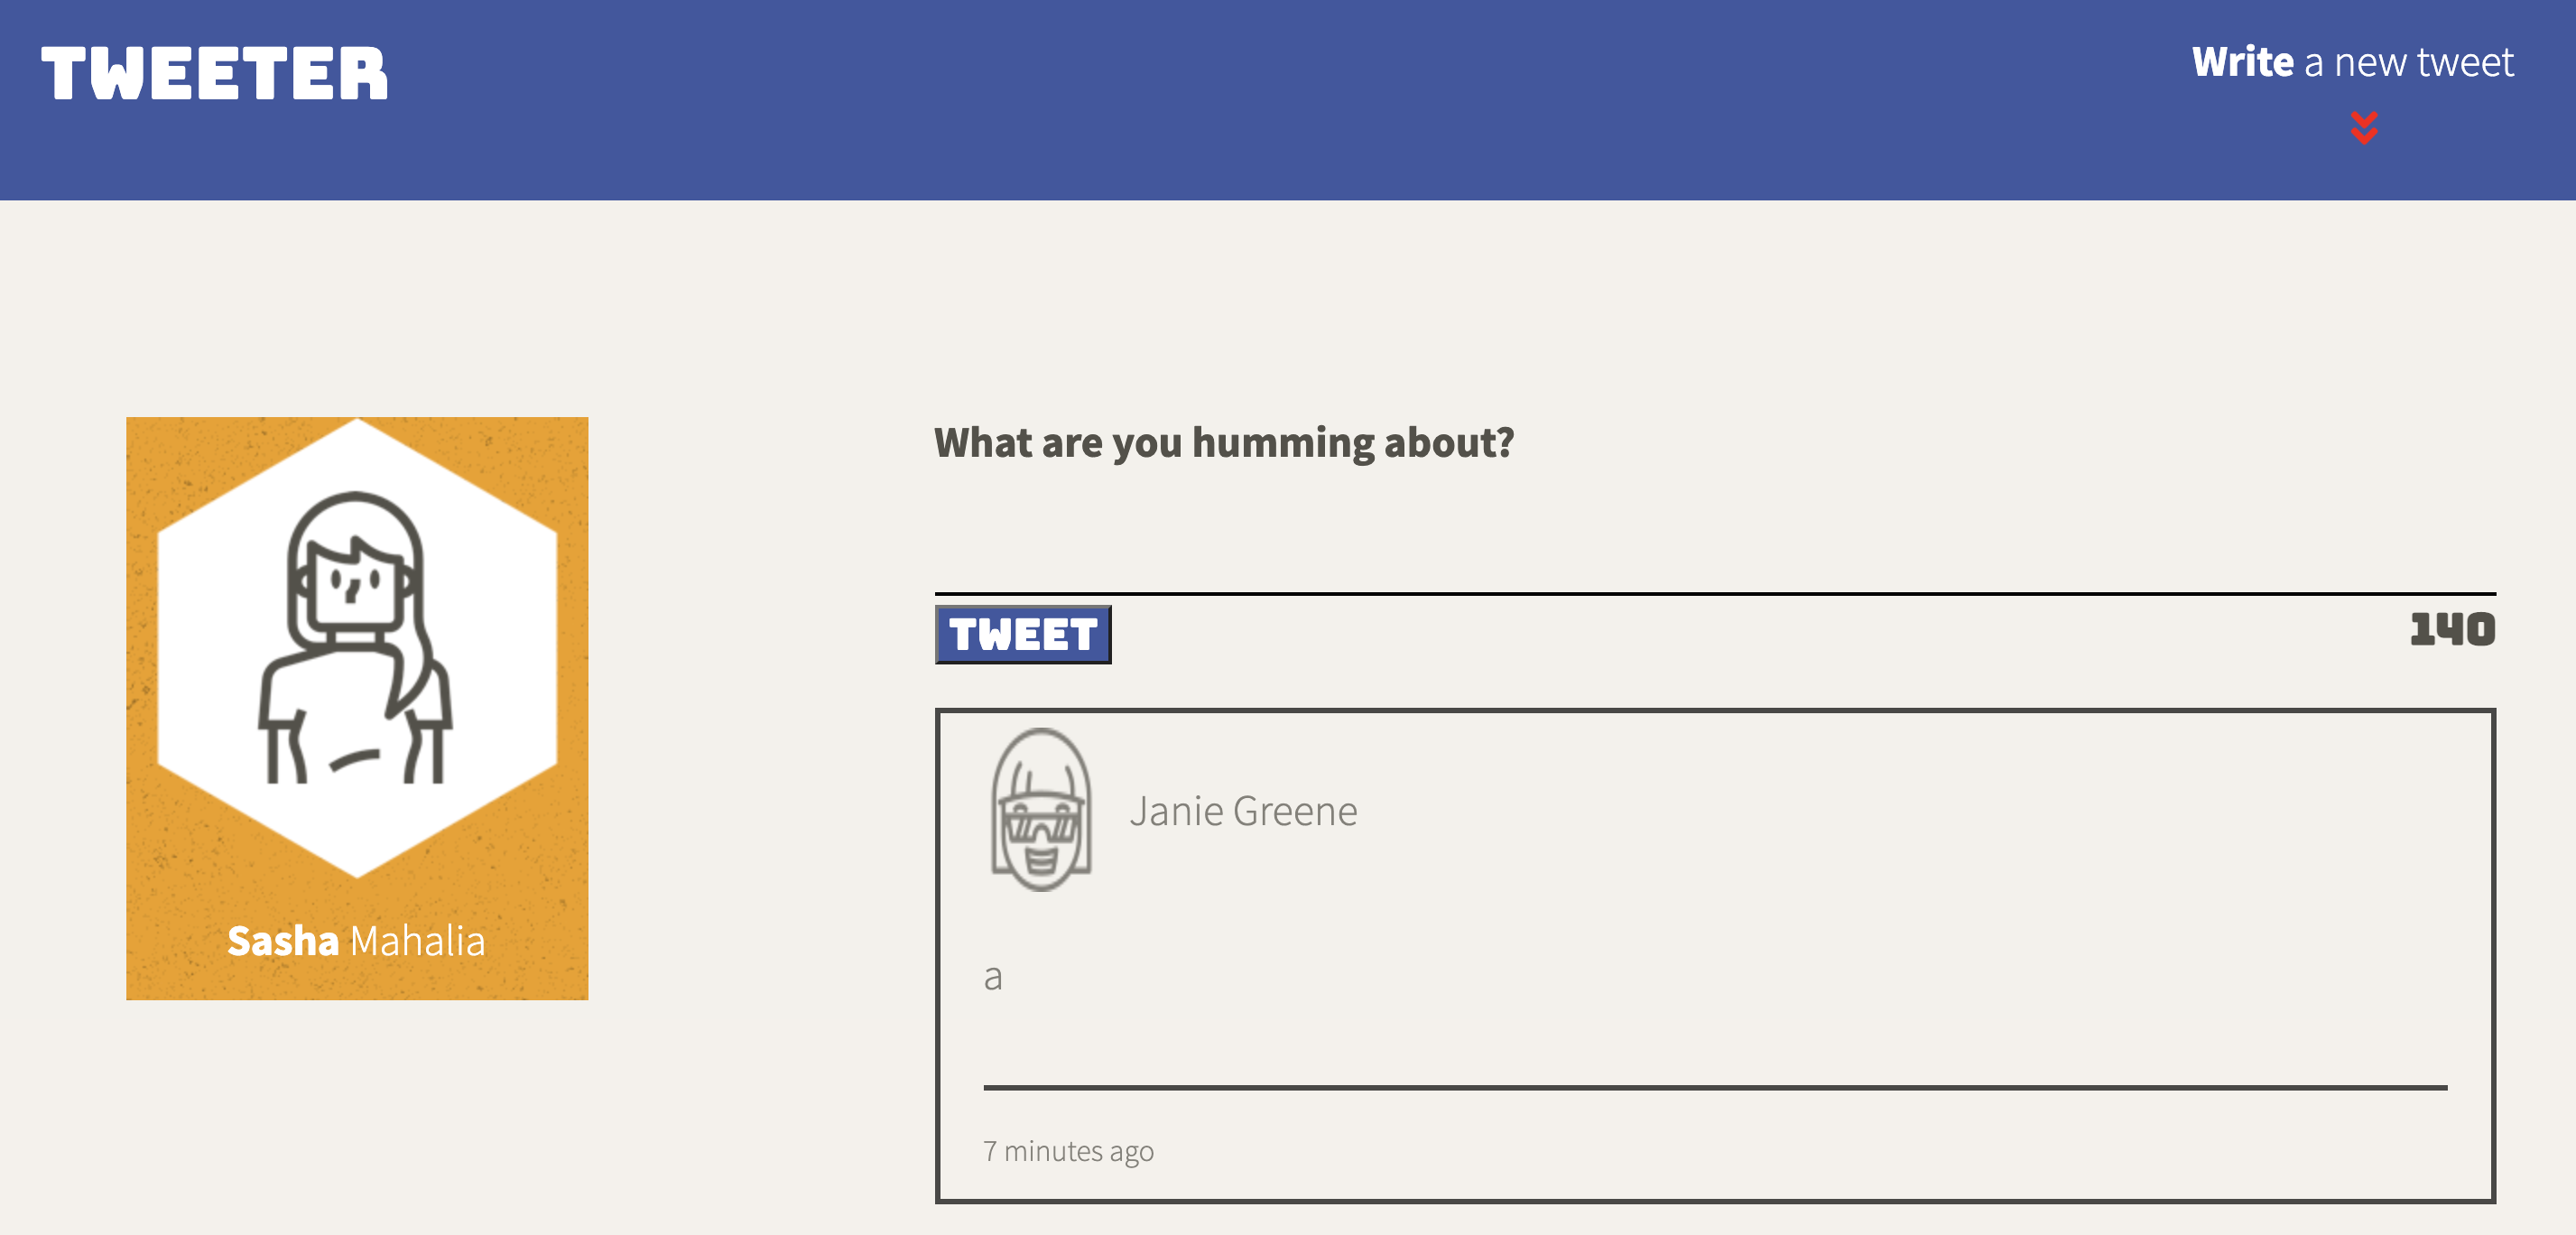 TWEETER
Write a new tweet
Sasha Mahalia
What are you humming about?
TWEET
140
Janie Greene
a
7 minutes ago